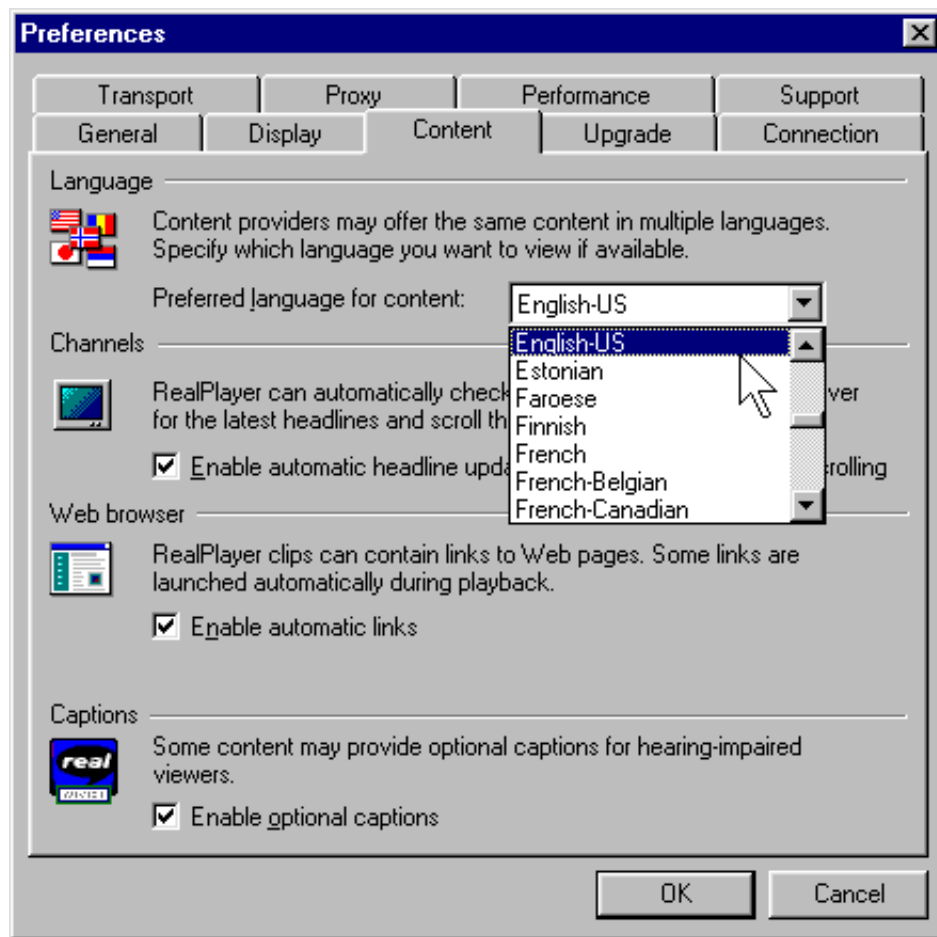 Preferences
Transport Proxy Performance Support
General Display Content Upgrade Connection
Language
Content providers may offer the same content in multiple languages.
Specify which language you want to view if available.
Preferred language for content: English-US
English-US
Estonian
Faroese
Finnish
French
French-Belgian
French-Canadian
Channels
RealPlayer can automatically check ver
for the latest headlines and scroll th
Enable automatic headline upda rolling
Web browser
RealPlayer clips can contain links to Web pages. Some links are
launched automatically during playback.
Enable automatic links
Captions
Some content may provide optional captions for hearing-impaired
viewers.
real
Enable optional captions
OK Cancel